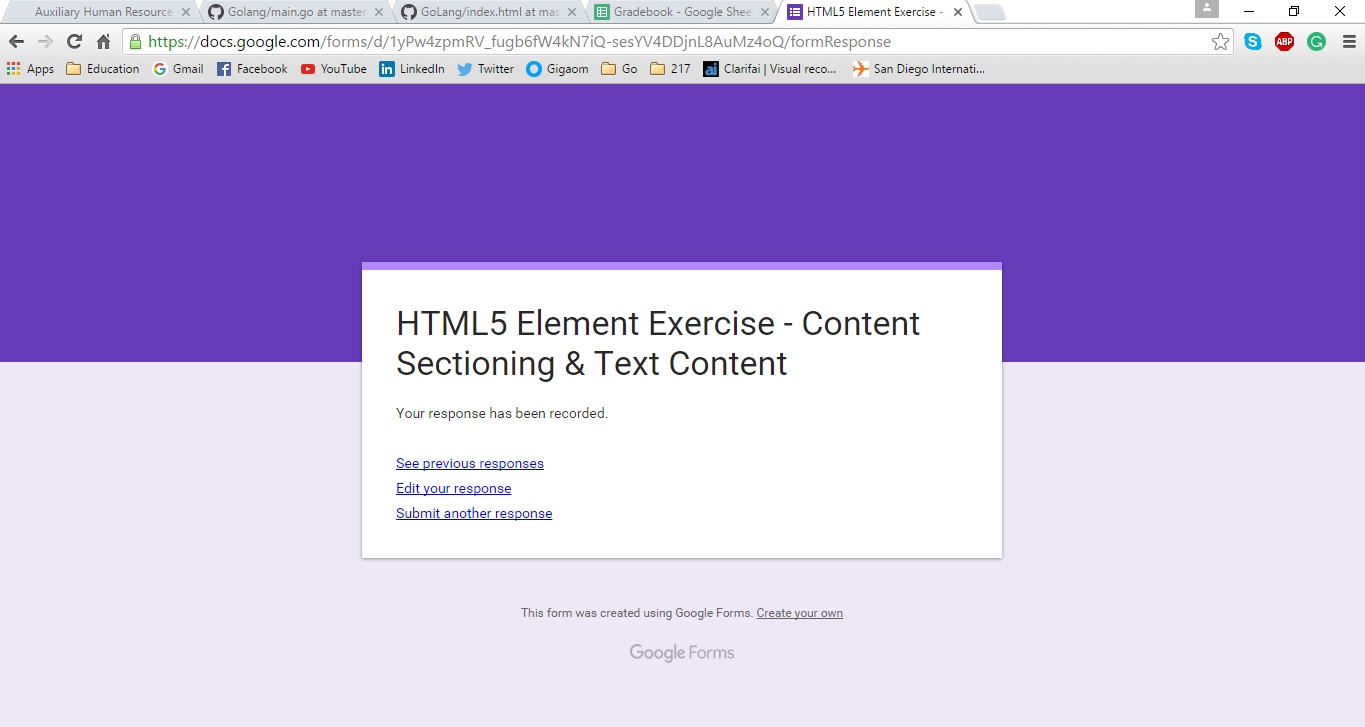 Auxiliary Human Resource
Golang/main.go at master
GoLang/index.html at mas
Gradebook - Google Shee
HTML5 Element Exercise -
https://docs.google.com/forms/d/1yPw4zpmRV_fugb6fW4kN7iQ-sesYV4DDjnL8AuMz4oQ/formResponse
ABP
Apps Education Gmail Facebook YouTube LinkedIn Twitter Gigaom Go 217 Clarifai | Visual reco... San Diego Internati...
HTML5 Element Exercise - Content
Sectioning & Text Content
Your response has been recorded.
See previous responses
Edit your response
Submit another response
This form was created using Google Forms. Create your own
Google Forms